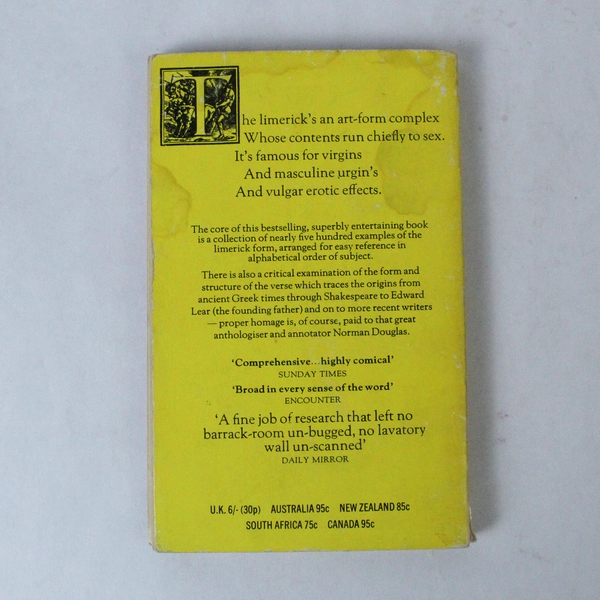 The limerick's an art-form complex
Whose contents run chiefly to sex.
It's famous for virgins
And masculine urgin's
And vulgar erotic effects.
The core of this bestselling, superbly entertaining book
is a collection of nearly five hundred examples of the
limerick form, arranged for easy reference in
alphabetical order of subject.
There is also a critical examination of the form and
structure of the verse which traces the origins from
ancient Greek times through Shakespeare to Edward
Lear (the founding father) and on to more recent writers
— proper homage is, of course, paid to that great
anthologiser and annotator Norman Douglas.
'Comprehensive...highly comical'
SUNDAY TIMES
'Broad in every sense of the word'
ENCOUNTER
'A fine job of research that left no
barrack-room un-bugged, no lavatory
wall un-scanned'
DAILY MIRROR
U.K. 6/- (30p) AUSTRALIA 95c NEW ZEALAND 85c
SOUTH AFRICA 75c CANADA 95c